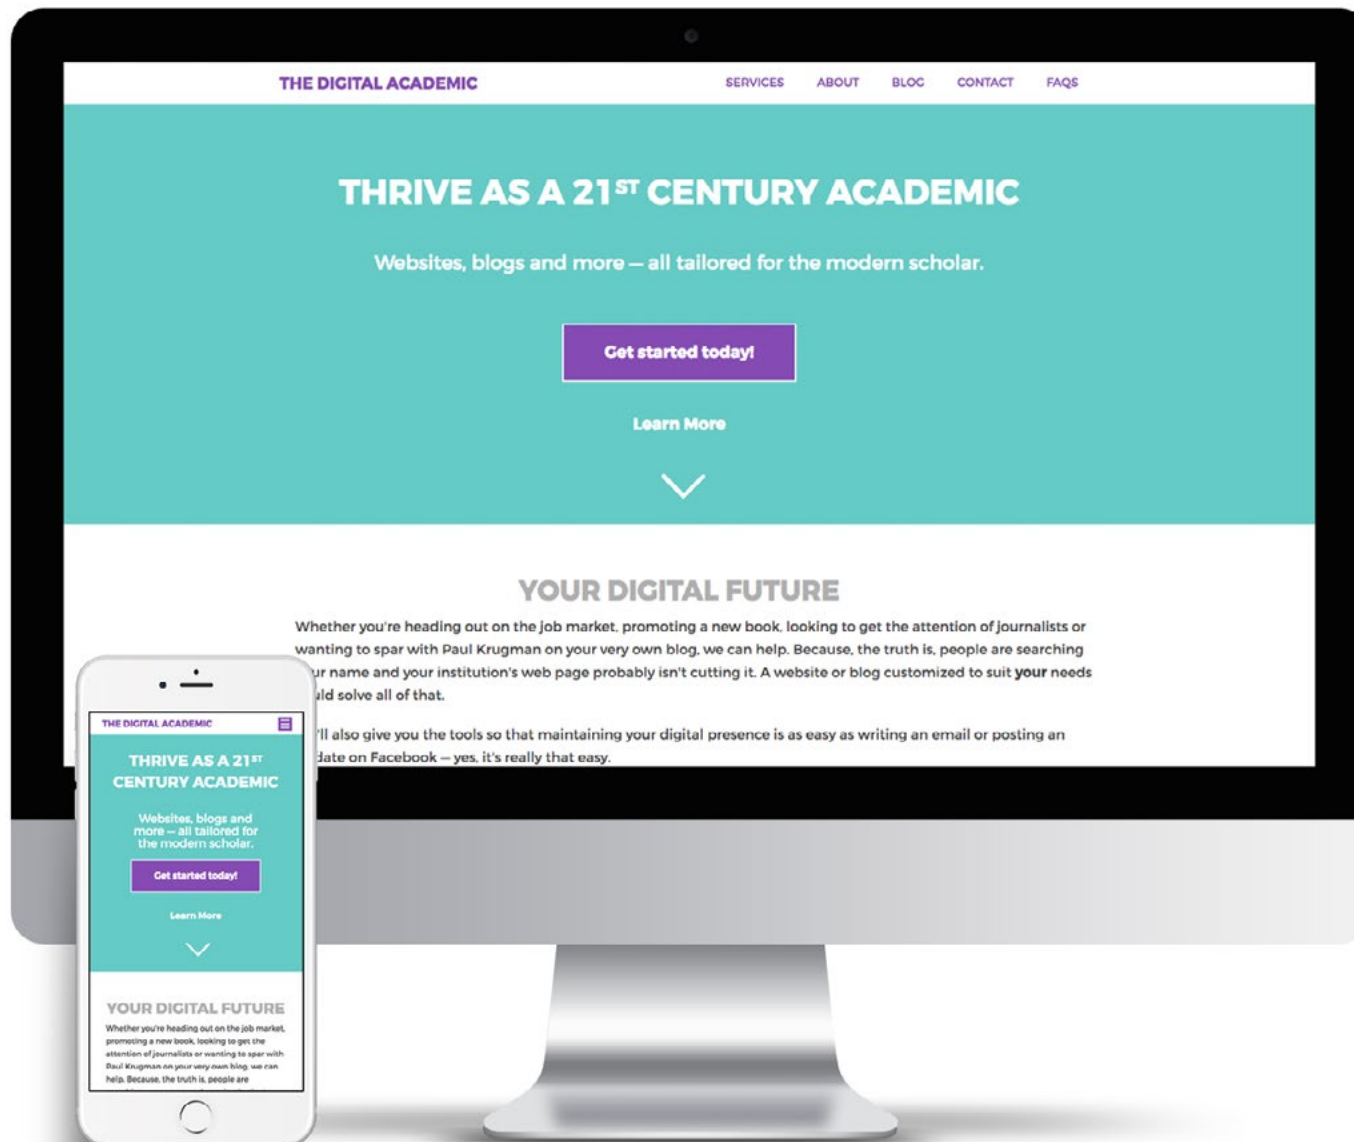 THE DIGITAL ACADEMIC
SERVICES ABOUT BLOG CONTACT FAQS
THRIVE AS A 21ST CENTURY ACADEMIC
Websites, blogs and more — all tailored for the modern scholar.
Get started today!
Learn More
YOUR DIGITAL FUTURE
Whether you're heading out on the job market, promoting a new book, looking to get the attention of journalists or
wanting to spar with Paul Krugman on your very own blog, we can help. Because, the truth is, people are searching
name and your institution's web page probably isn't cutting it. A website or blog customized to suit your needs
solve all of that.
also give you the tools so that maintaining your digital presence is as easy as writing an email or posting an
on Facebook — yes, it's really that easy.
THE DIGITAL ACADEMIC
THRIVE AS A 21ST
CENTURY ACADEMIC
Websites, blogs and
more — all tailored for
the modern scholar.
Get started today!
Learn More
YOUR DIGITAL FUTURE
Whether you're heading out on the job market,
promoting a new book, looking to get the
attention of journalists or wanting to spar with
Paul Krugman on your very own blog, we can
help. Because, the truth is, people are